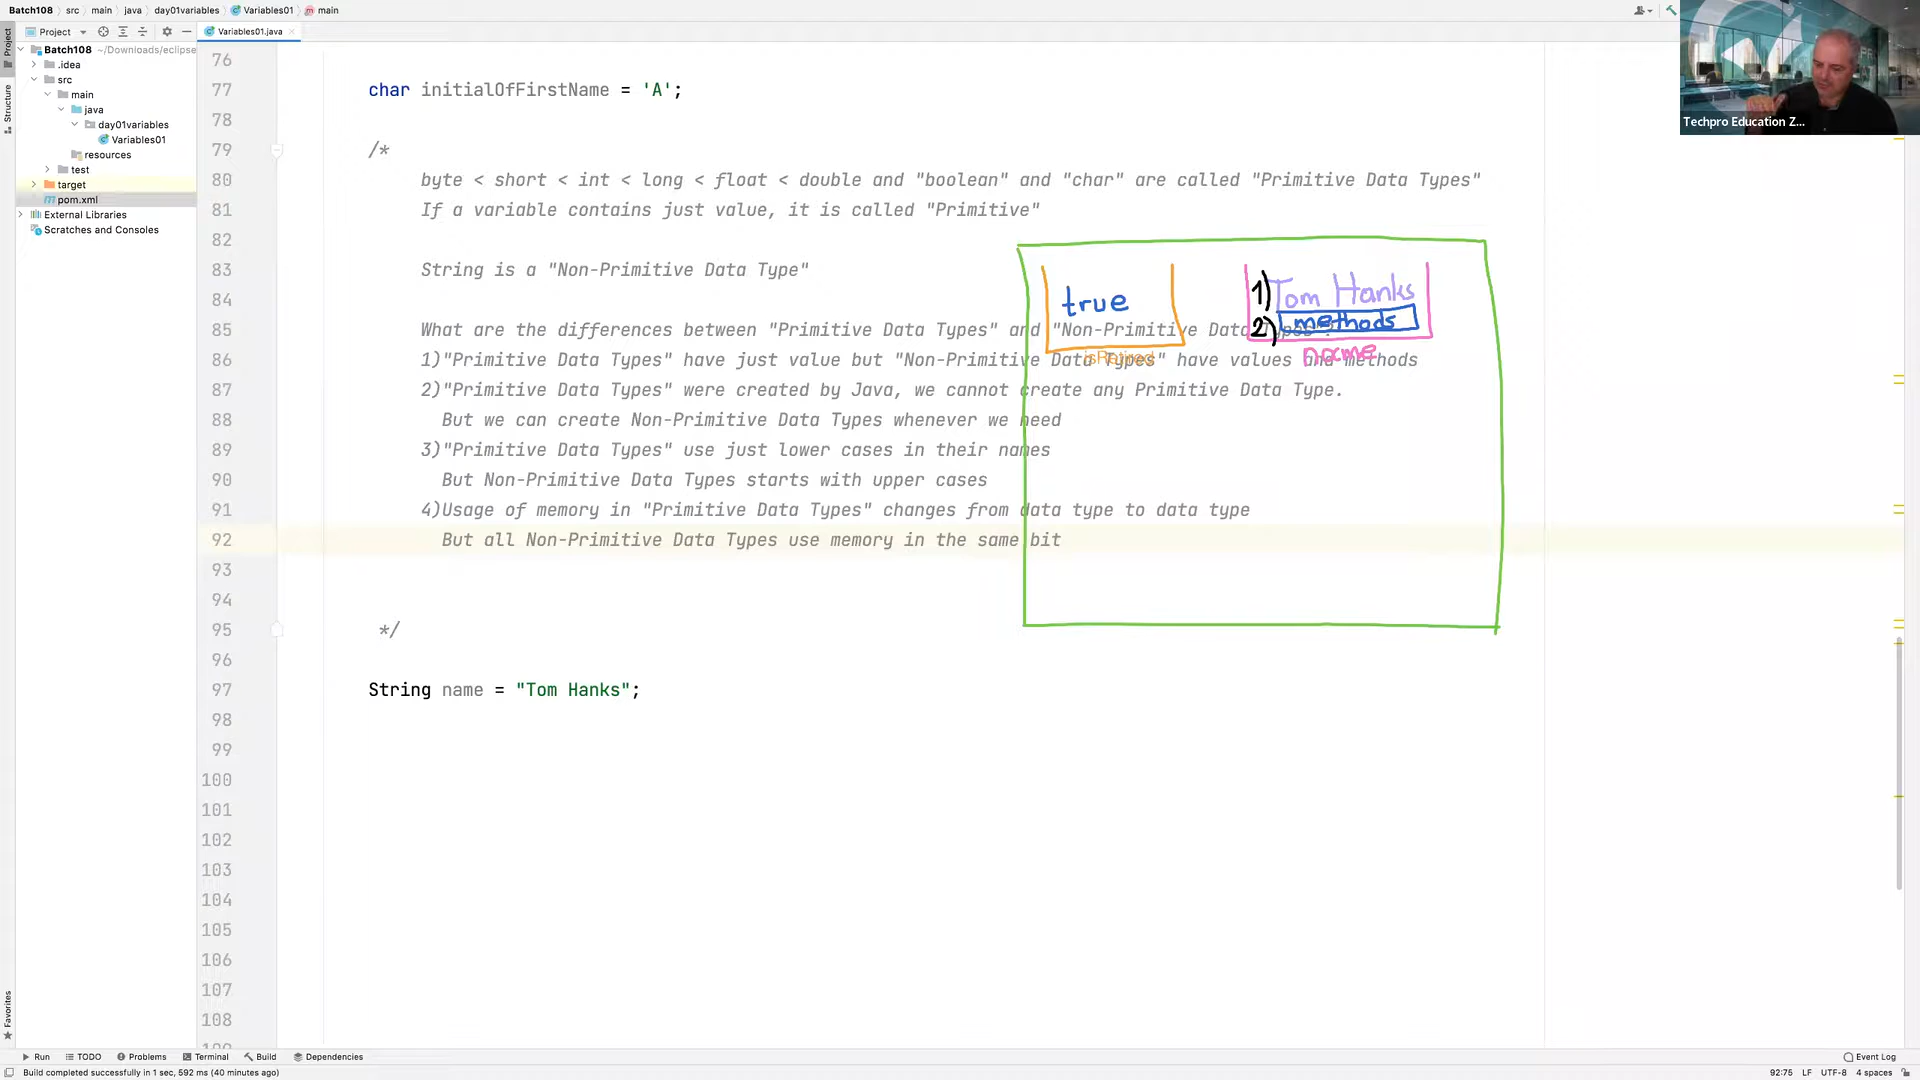 Batch108 src main java day01variables Variables01 main
Project
Variables01.java
Batch108 ~/Downloads/eclipse
.idea
src
main
java
day01variables
Variables01
resources
test
target
pom.xml
External Libraries
Scratches and Consoles
Project
Structure
Favorites
76
77 char initialOfFirstName = 'A';
78
79 /*
80 byte < short < int < long < float < double and "boolean" and "char" are called "Primitive Data Types"
81 If a variable contains just value, it is called "Primitive"
82
83 String is a "Non-Primitive Data Type"
84
85 What are the differences between "Primitive Data Types" and "Non-Primitive Data Types"?
86 1)"Primitive Data Types" have just value but "Non-Primitive Data Types" have values and methods
87 2)"Primitive Data Types" were created by Java, we cannot create any Primitive Data Type.
88 But we can create Non-Primitive Data Types whenever we need
89 3)"Primitive Data Types" use just lower cases in their names
90 But Non-Primitive Data Types starts with upper cases
91 4)Usage of memory in "Primitive Data Types" changes from data type to data type
92 But all Non-Primitive Data Types use memory in the same bit
93
94
95 */
96
97 String name = "Tom Hanks";
98
99
100
101
102
103
104
105
106
107
108
true
isRetired
1) Tom Hanks
2) methods
name
Techpro Education Z...
Run TODO Problems Terminal Build Dependencies Event Log
Build completed successfully in 1 sec, 592 ms (40 minutes ago) 92:75 LF UTF-8 4 spaces